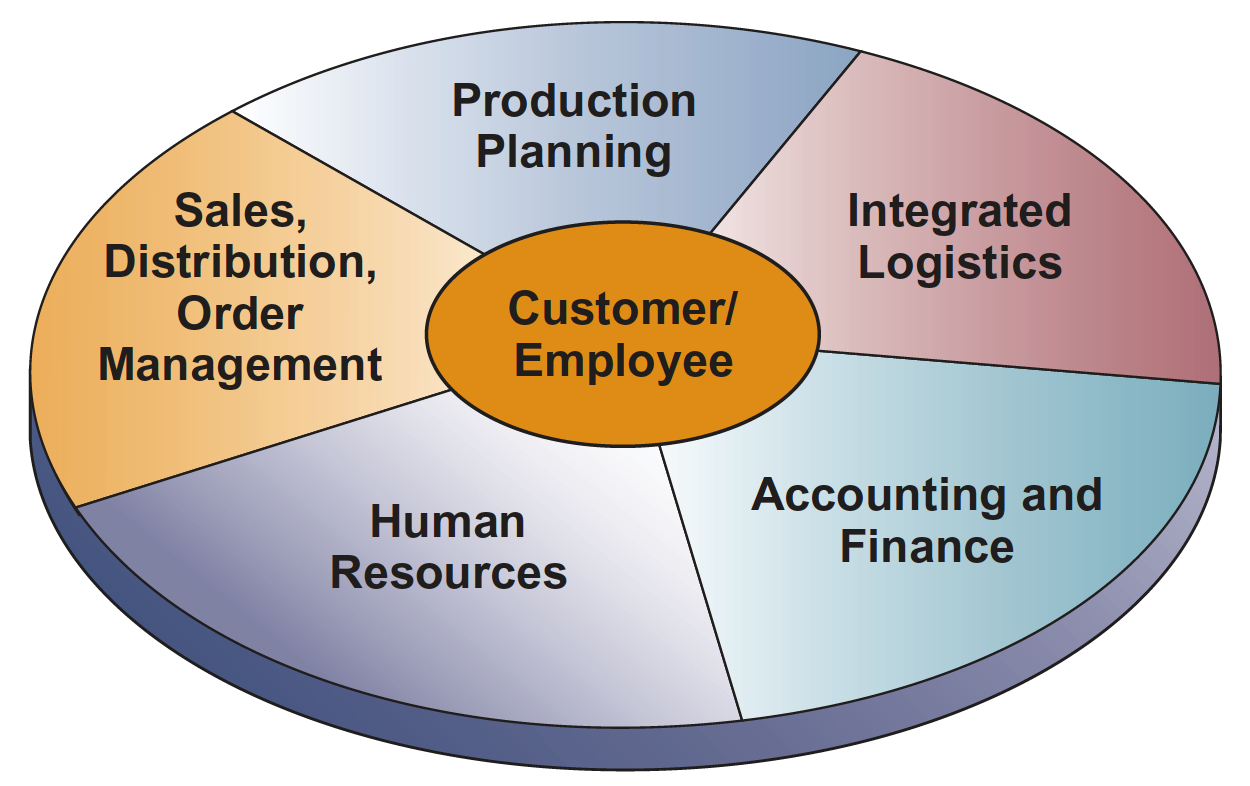 Production
Planning
Integrated
Logistics
Sales,
Distribution,
Order
Management
Customer/
Employee
Accounting and
Finance
Human
Resources